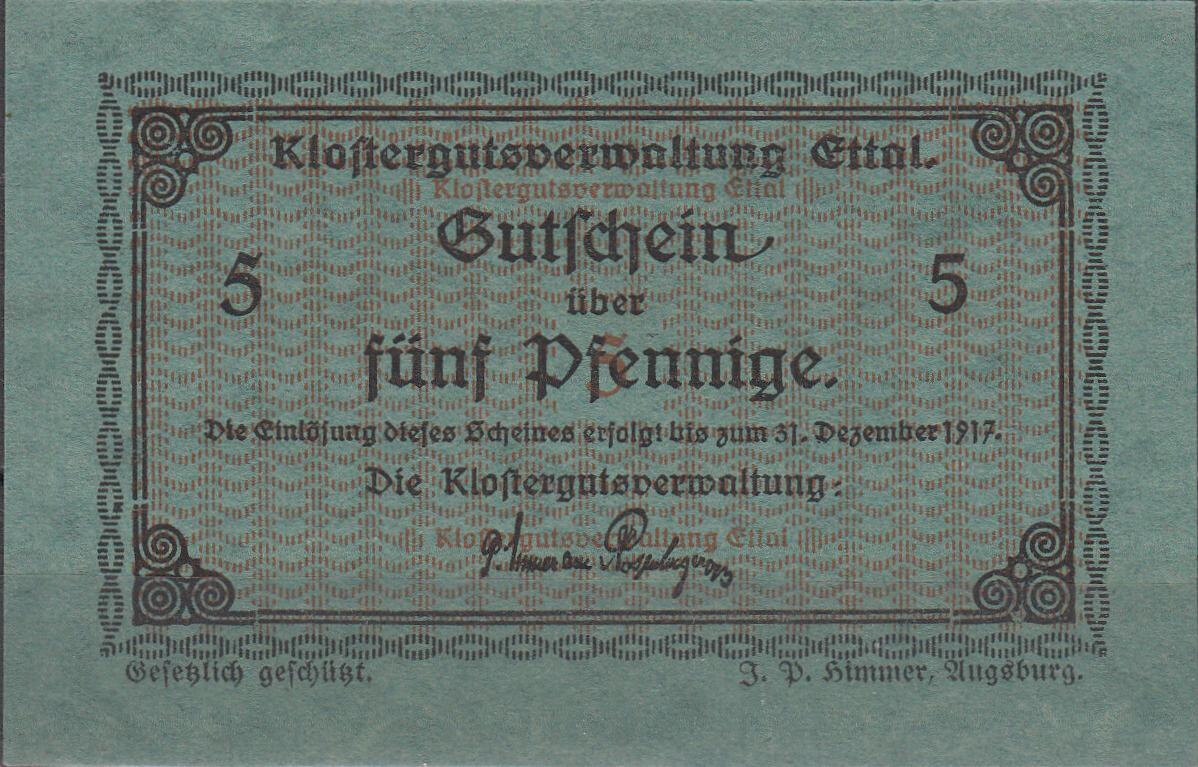 Klostergutsverwaltung Ettal.
Klostergutsverwaltung Ettal
Gutschein
5 5
über
fünf Pfennige.
5
Die Einlösung dieses Scheines erfolgt bis zum 31. Dezember 1917.
Die Klostergutsverwaltung:
Klostergutsverwaltung Ettal
Gesetzlich geschützt. J. P. Himmer, Augsburg.